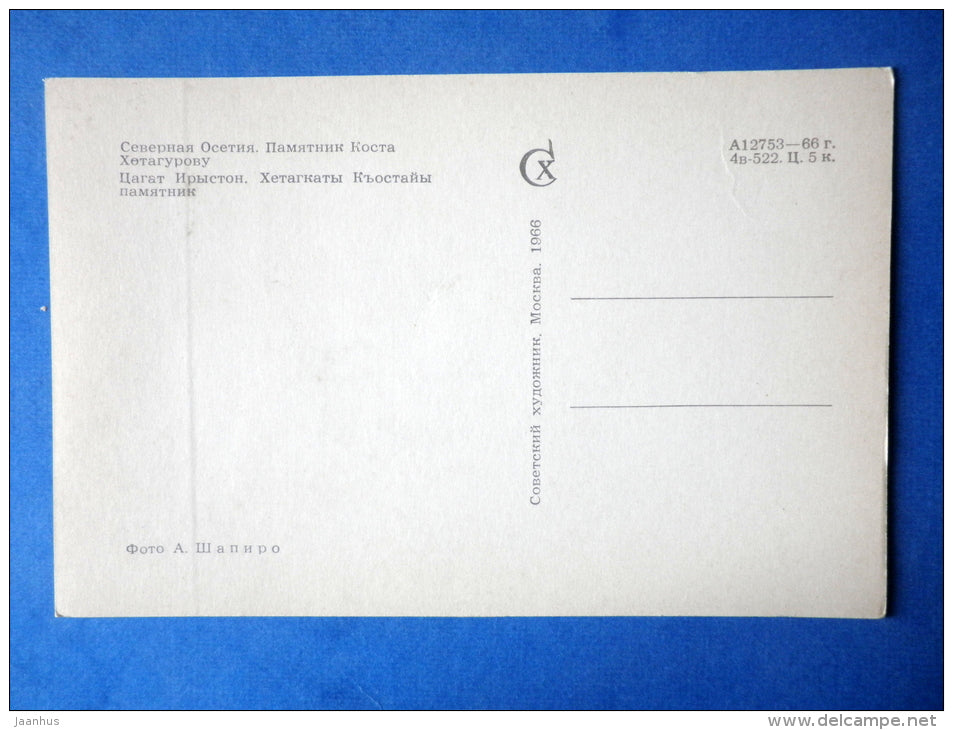 Северная Осетия. Памятник Коста
Хетагурову
Цагат Ирыстон. Хетагкаты Къостайы
памятник
СХ
А12753—66 г.
4в-522. Ц. 5 к.
Советский художник. Москва. 1966
Фото А. Шапиро
jaanhus
www.delcampe.net